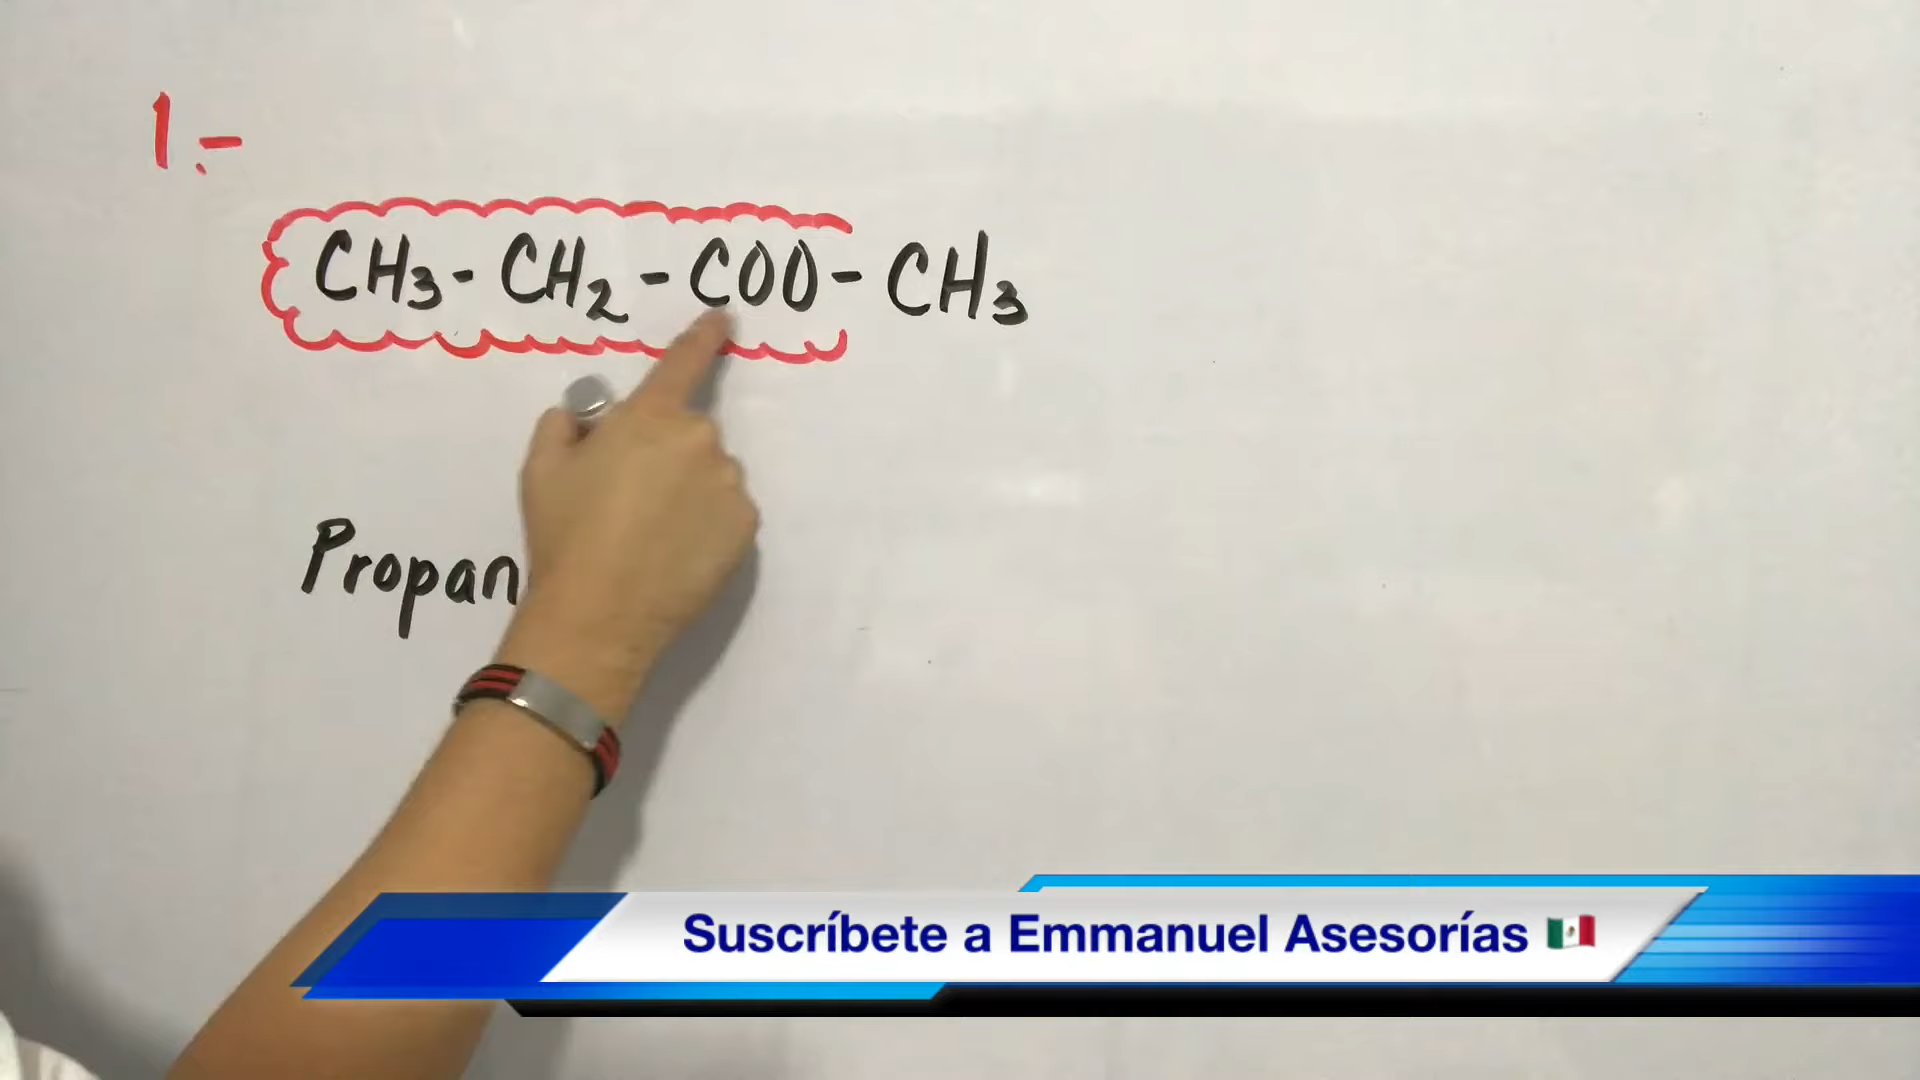 1.-
CH3 - CH2 - COO - CH3
Propan
Suscríbete a Emmanuel Asesorías 🇲🇽